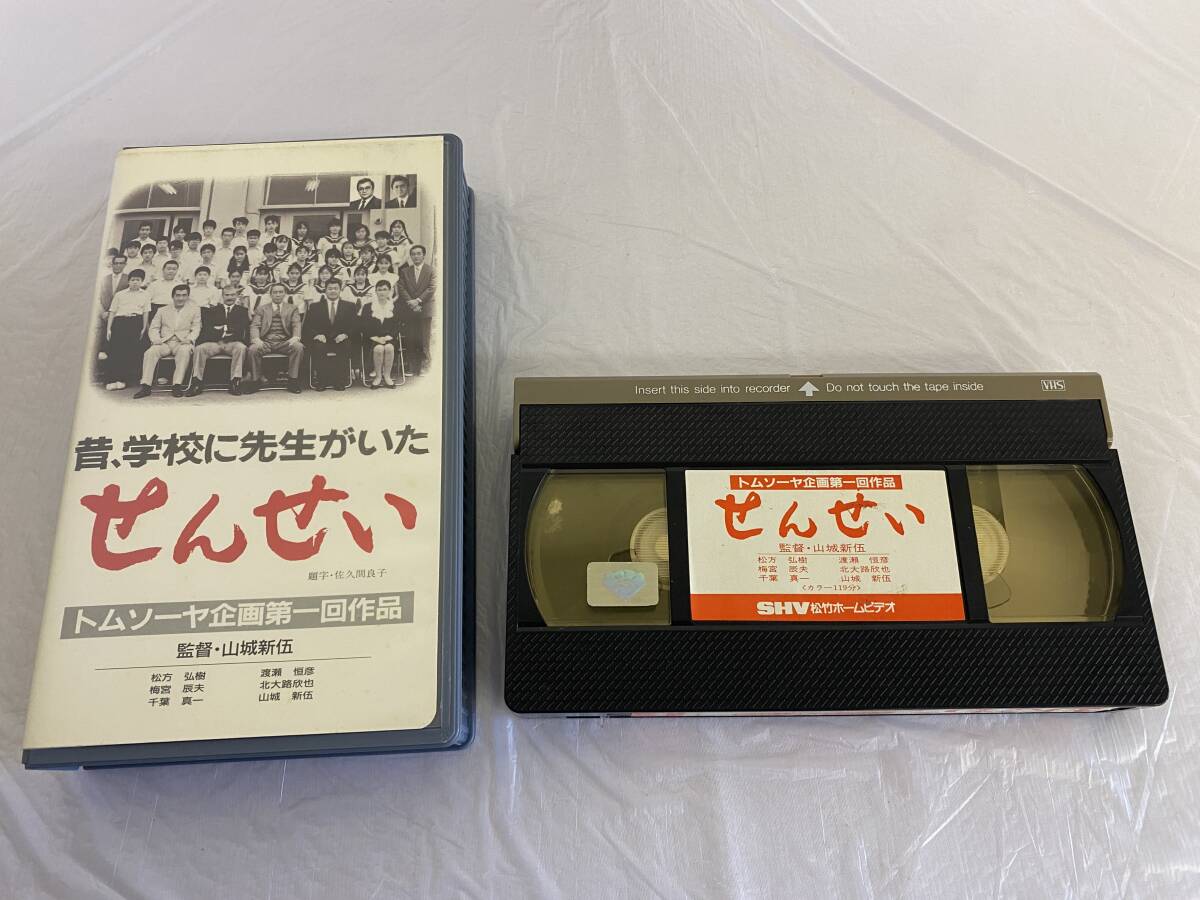 昔、学校に先生がいた
せんせい
題字・佐久間良子
トムソーヤ企画第一回作品
監督・山城新伍
松方 弘樹 渡瀬 恒彦
梅宮 辰夫 北大路欣也
千葉 真一 山城 新伍
Insert this side into recorder Do not touch the tape inside VHS
トムソーヤ企画第一回作品
せんせい
監督・山城新伍
松方 弘樹 渡瀬 恒彦
梅宮 辰夫 北大路欣也
千葉 真一 山城 新伍
〈カラー119分〉
SHV 松竹ホームビデオ